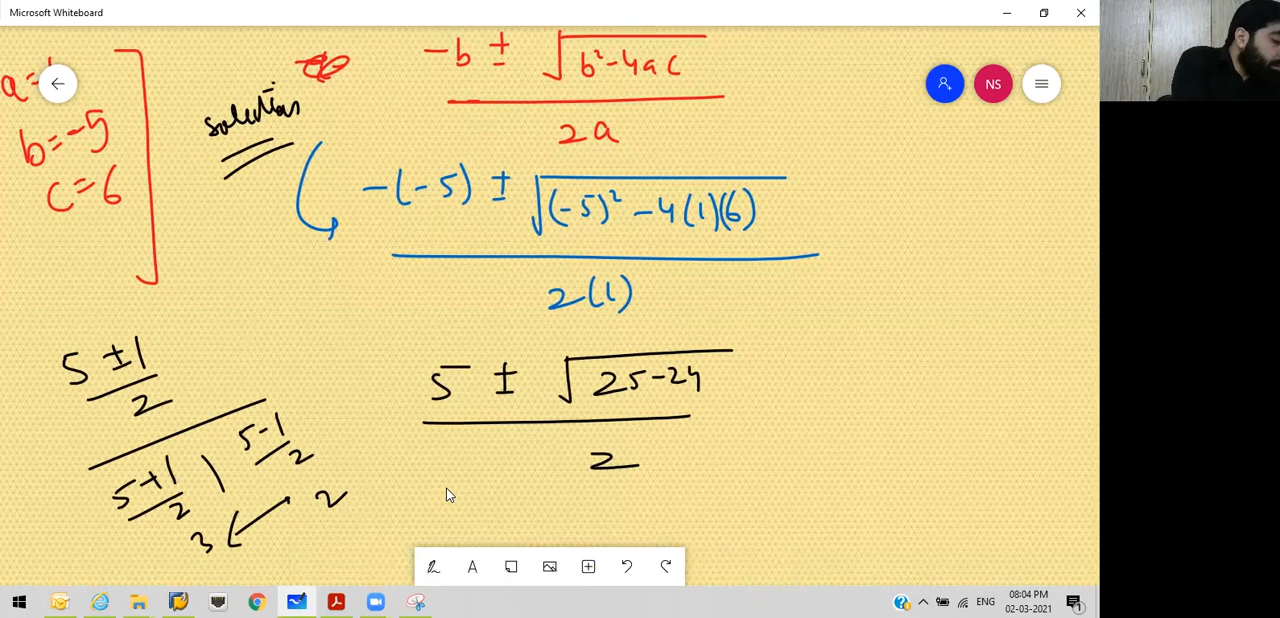 Microsoft Whiteboard
NS
a=
b=-5
c=6
solution
-b ± √b²-4ac
2a
-(-5) ± √(-5)²-4(1)(6)
2(1)
5 ± √25-24
2
5±1
2
5+1
2
5-1
2
3
2
ENG
08:04 PM
02-03-2021
1